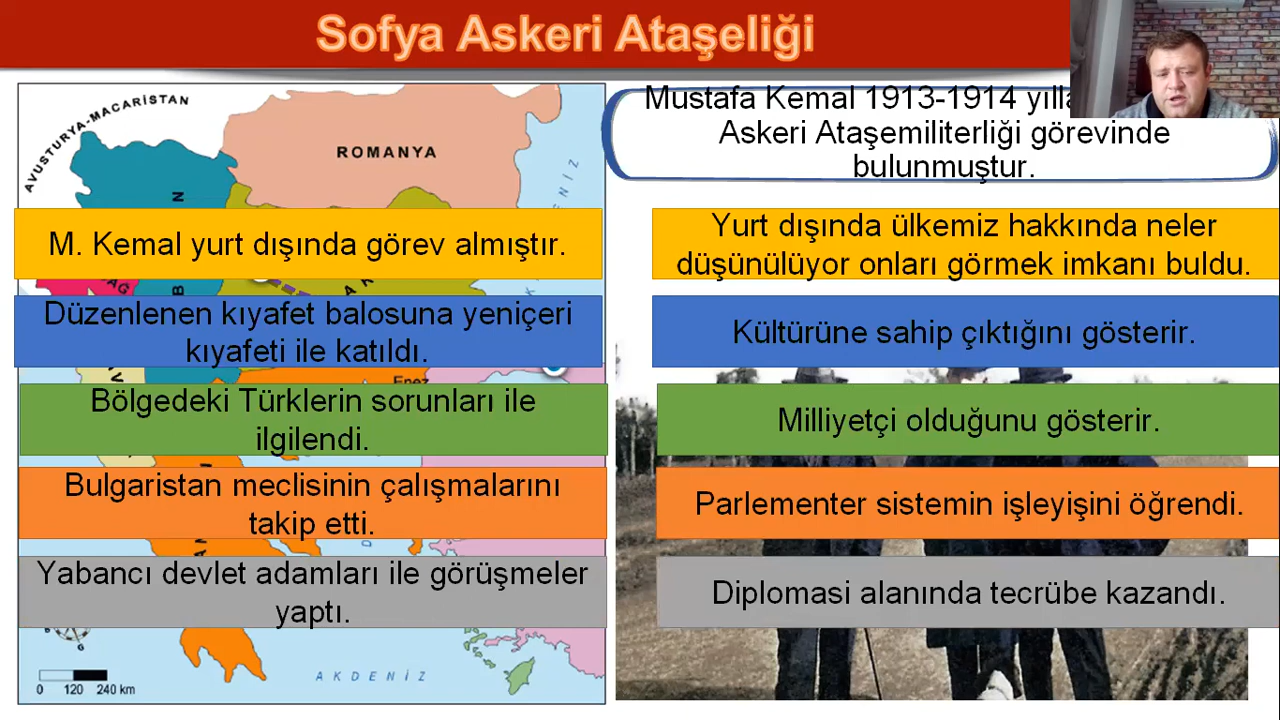 Sofya Askeri Ataşeliği
Mustafa Kemal 1913-1914
Askeri Ataşemiliterliği görevinde
bulunmuştur.
AVUSTURYA-MACARİSTAN
ROMANYA
M. Kemal yurt dışında görev almıştır.
Yurt dışında ülkemiz hakkında neler
düşünülüyor onları görmek imkanı buldu.
Düzenlenen kıyafet balosuna yeniçeri
kıyafeti ile katıldı.
Kültürüne sahip çıktığını gösterir.
Enez
Bölgedeki Türklerin sorunları ile
ilgilendi.
Milliyetçi olduğunu gösterir.
Bulgaristan meclisinin çalışmalarını
takip etti.
Parlementer sistemin işleyişini öğrendi.
Yabancı devlet adamları ile görüşmeler
yaptı.
Diplomasi alanında tecrübe kazandı.
G
AKDENİZ
0 120 240 km